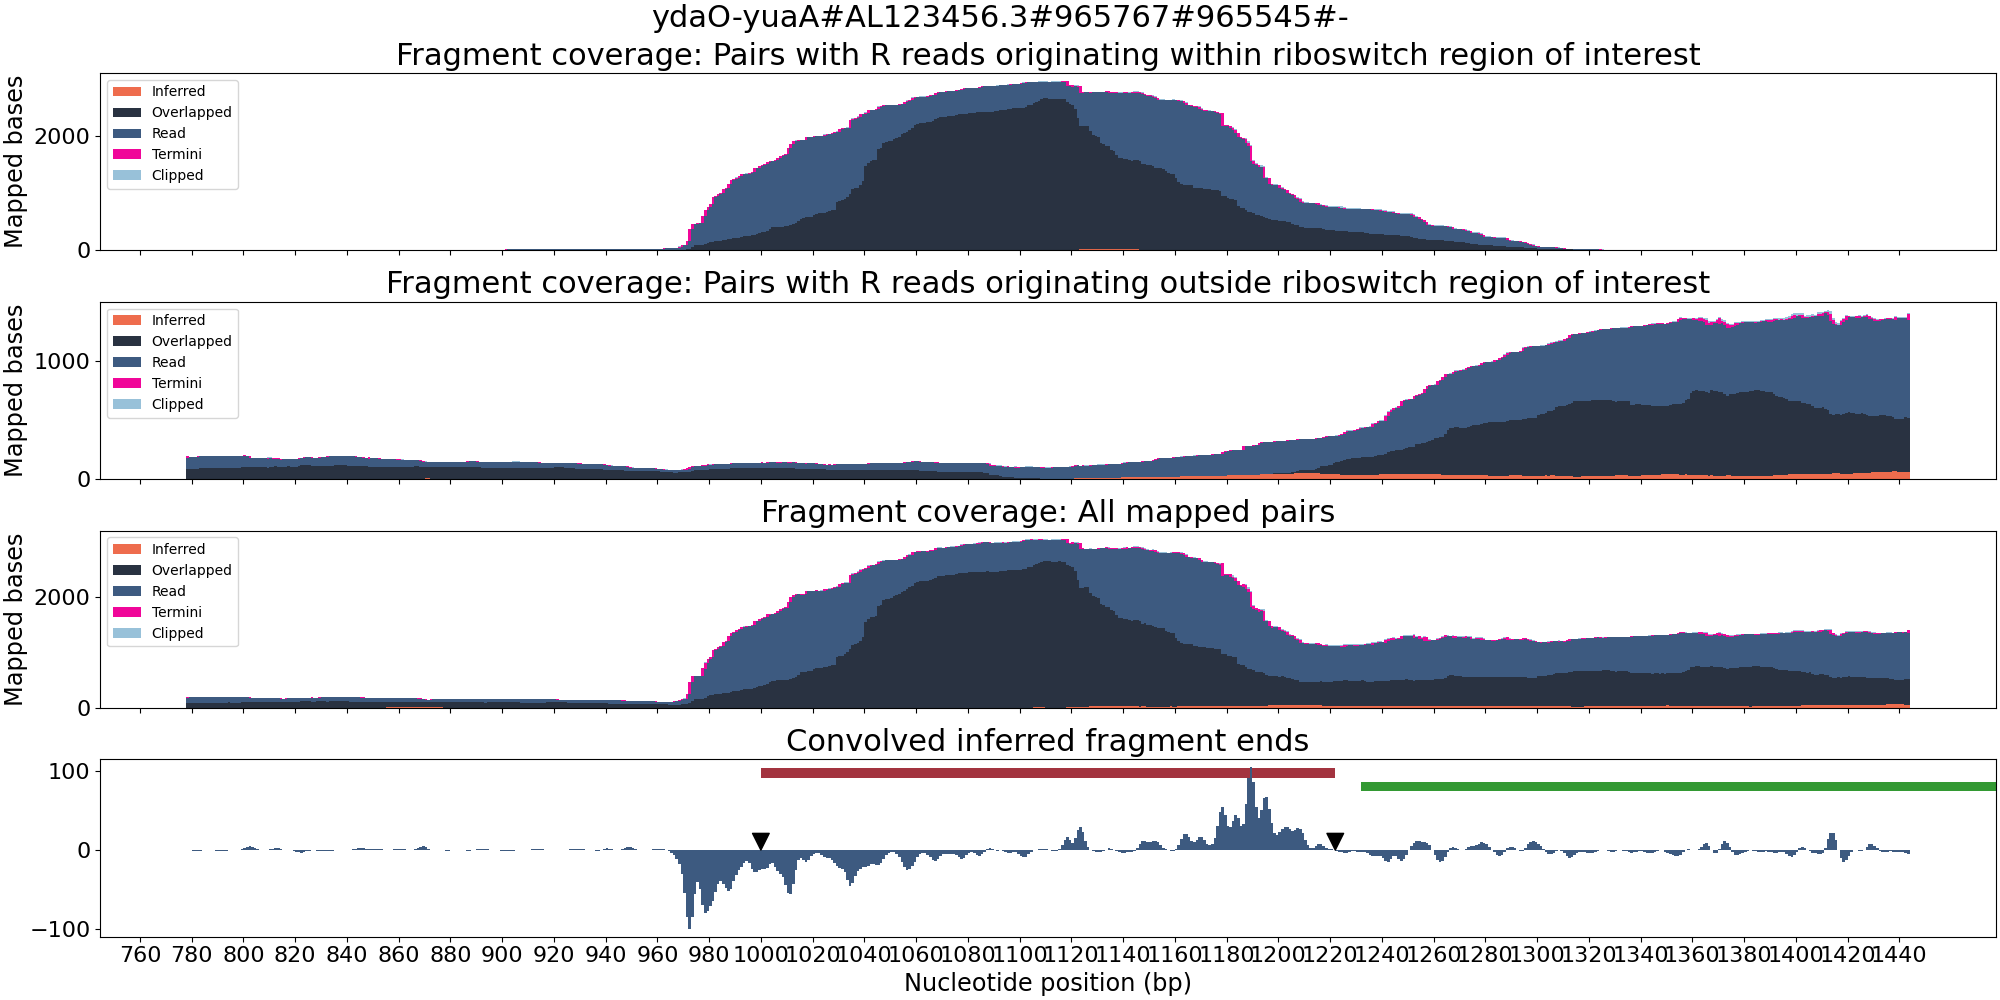 ydaO-yuaA#AL123456.3#965767#965545#-
Fragment coverage: Pairs with R reads originating within riboswitch region of interest
Mapped bases
2000
0
Inferred
Overlapped
Read
Termini
Clipped
Fragment coverage: Pairs with R reads originating outside riboswitch region of interest
Mapped bases
1000
0
Inferred
Overlapped
Read
Termini
Clipped
Fragment coverage: All mapped pairs
Mapped bases
2000
0
Inferred
Overlapped
Read
Termini
Clipped
Convolved inferred fragment ends
100
0
−100
760 780 800 820 840 860 880 900 920 940 960 980 1000 1020 1040 1060 1080 1100 1120 1140 1160 1180 1200 1220 1240 1260 1280 1300 1320 1340 1360 1380 1400 1420 1440
Nucleotide position (bp)